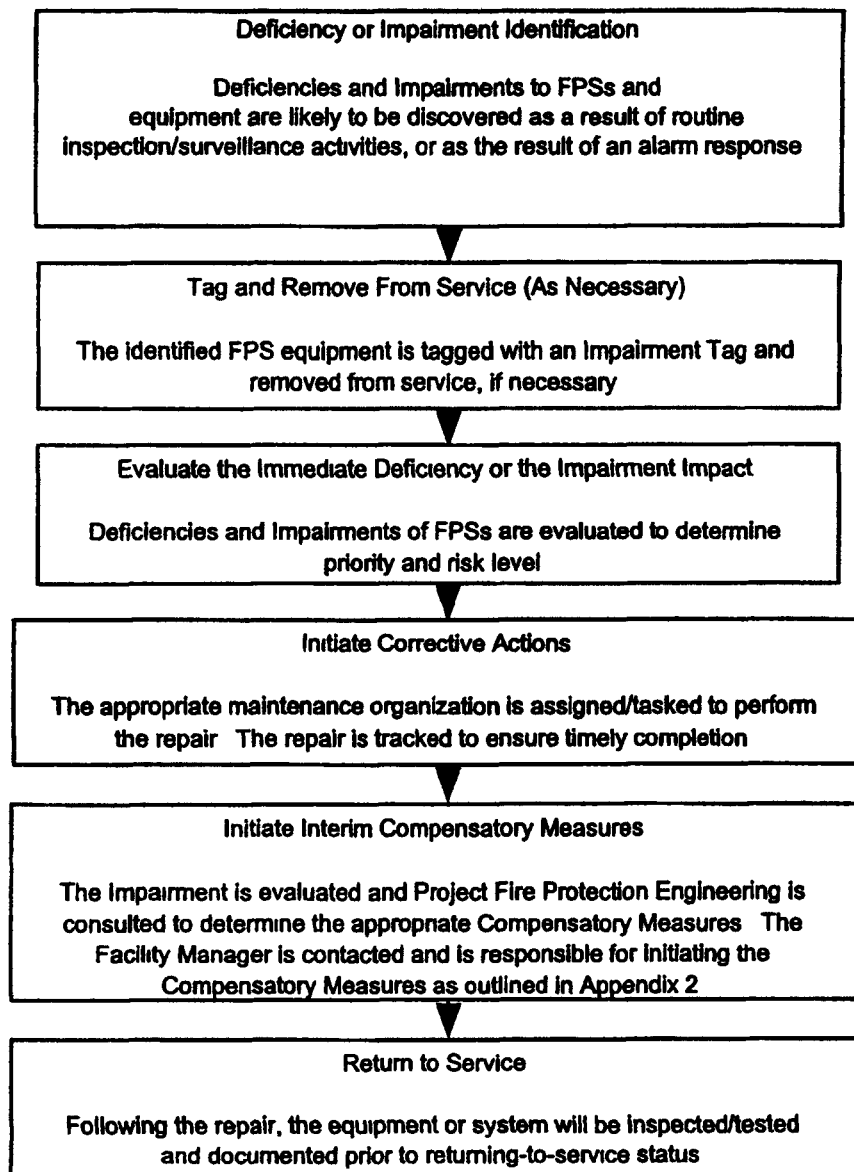 Deficiency or Impairment Identification
Deficiencies and Impairments to FPSs and
equipment are likely to be discovered as a result of routine
inspection/surveillance activities, or as the result of an alarm response
Tag and Remove From Service (As Necessary)
The identified FPS equipment is tagged with an Impairment Tag and
removed from service, if necessary
Evaluate the Immediate Deficiency or the Impairment Impact
Deficiencies and Impairments of FPSs are evaluated to determine
priority and risk level
Initiate Corrective Actions
The appropriate maintenance organization is assigned/tasked to perform
the repair The repair is tracked to ensure timely completion
Initiate Interim Compensatory Measures
The Impairment is evaluated and Project Fire Protection Engineering is
consulted to determine the appropriate Compensatory Measures The
Facility Manager is contacted and is responsible for initiating the
Compensatory Measures as outlined in Appendix 2
Return to Service
Following the repair, the equipment or system will be inspected/tested
and documented prior to returning-to-service status